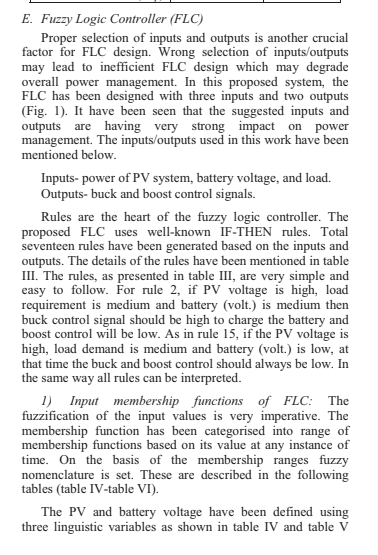 E. Fuzzy Logic Controller (FLC)
Proper selection of inputs and outputs is another crucial
factor for FLC design. Wrong selection of inputs/outputs
may lead to inefficient FLC design which may degrade
overall power management. In this proposed system, the
FLC has been designed with three inputs and two outputs
(Fig. 1). It have been seen that the suggested inputs and
outputs are having very strong impact on power
management. The inputs/outputs used in this work have been
mentioned below.
Inputs- power of PV system, battery voltage, and load.
Outputs- buck and boost control signals.
Rules are the heart of the fuzzy logic controller. The
proposed FLC uses well-known IF-THEN rules. Total
seventeen rules have been generated based on the inputs and
outputs. The details of the rules have been mentioned in table
III. The rules, as presented in table III, are very simple and
easy to follow. For rule 2, if PV voltage is high, load
requirement is medium and battery (volt.) is medium then
buck control signal should be high to charge the battery and
boost control will be low. As in rule 15, if the PV voltage is
high, load demand is medium and battery (volt.) is low, at
that time the buck and boost control should always be low. In
the same way all rules can be interpreted.
1) Input membership functions of FLC: The
fuzzification of the input values is very imperative. The
membership function has been categorised into range of
membership functions based on its value at any instance of
time. On the basis of the membership ranges fuzzy
nomenclature is set. These are described in the following
tables (table IV-table VI).
The PV and battery voltage have been defined using
three linguistic variables as shown in table IV and table V